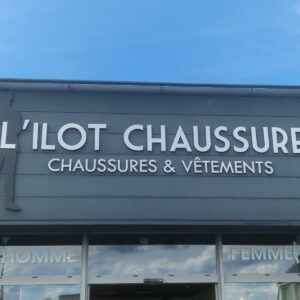 L'ILOT CHAUSSURE
CHAUSSURES & VÊTEMENTS
HOMME
FEMME